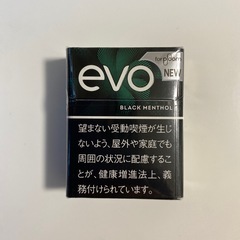 for ploom
evo
NEW
BLACK MENTHOL
望まない受動喫煙が生じ
ないよう、屋外や家庭でも
周囲の状況に配慮するこ
とが、健康増進法上、義
務付けられています。